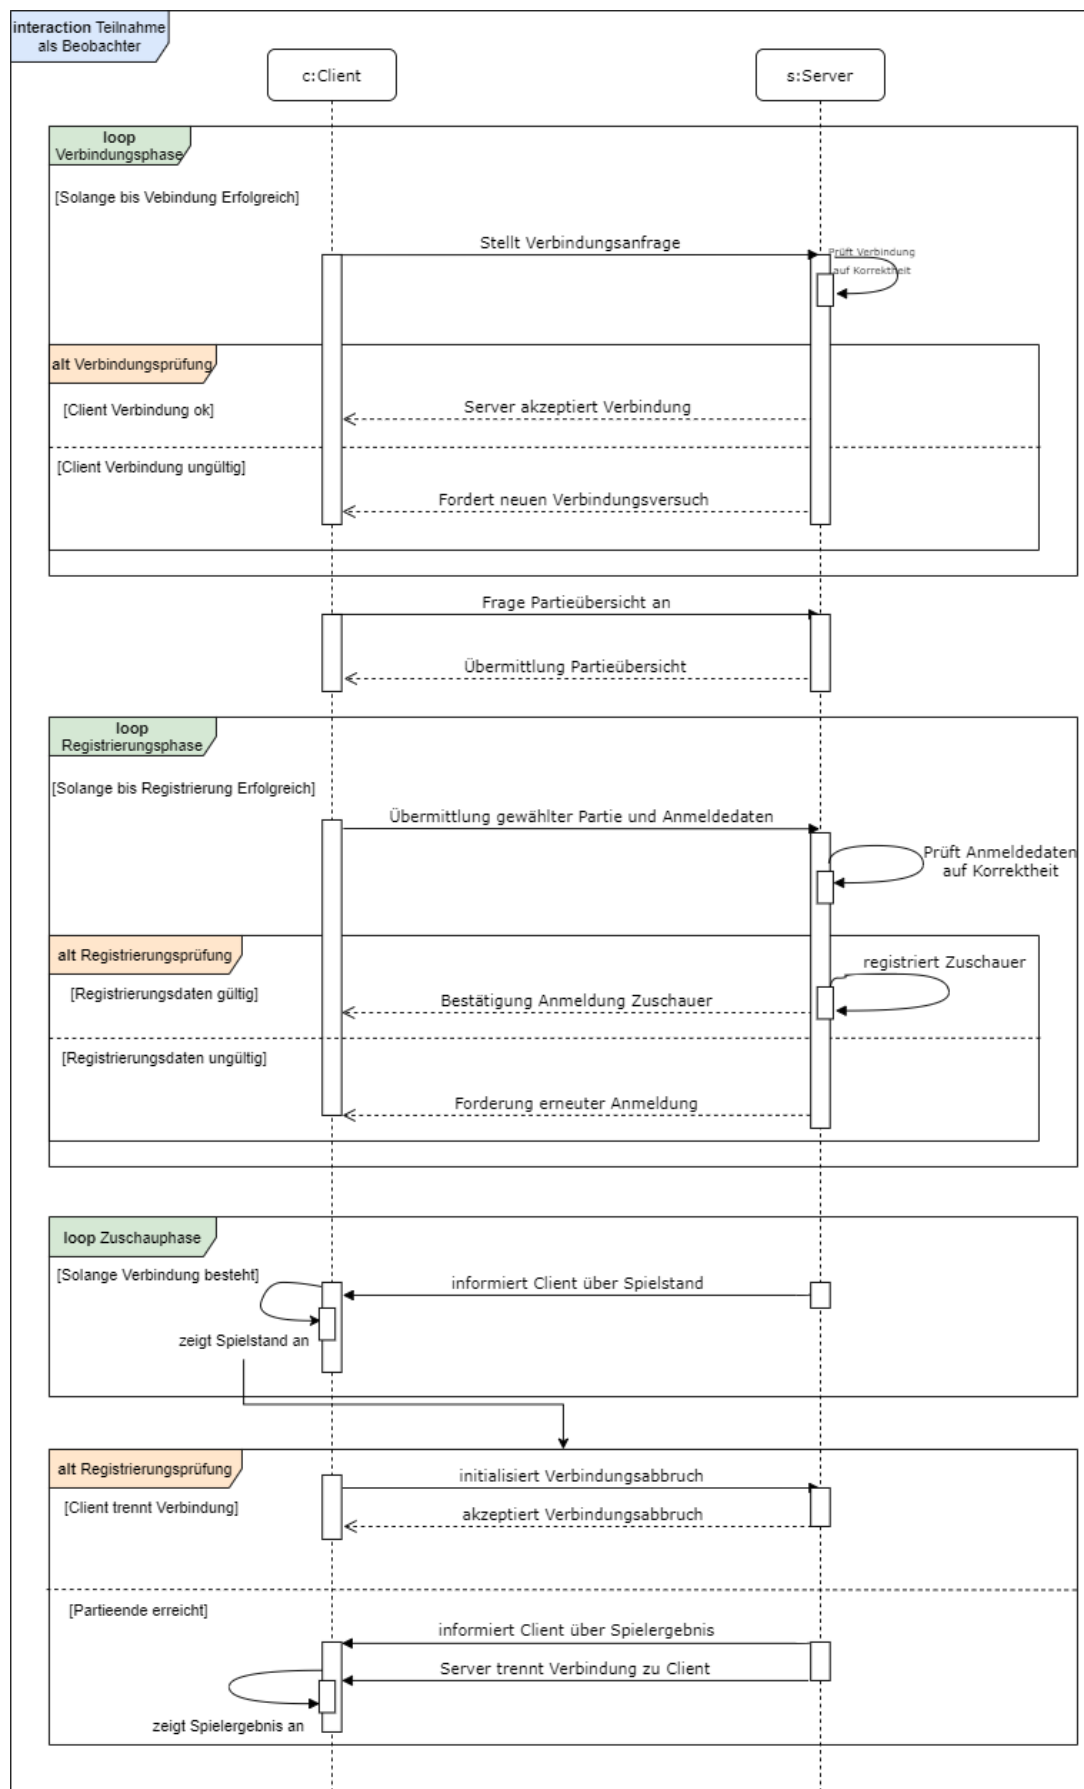 interaction Teilnahme
als Beobachter
c:Client
s:Server
loop
Verbindungsphase
[Solange bis Vebindung Erfolgreich]
Stellt Verbindungsanfrage
Prüft Verbindung
auf Korrektheit
alt Verbindungsprüfung
[Client Verbindung ok]
Server akzeptiert Verbindung
[Client Verbindung ungültig]
Fordert neuen Verbindungsversuch
Frage Partieübersicht an
Übermittlung Partieübersicht
loop
Registrierungsphase
[Solange bis Registrierung Erfolgreich]
Übermittlung gewählter Partie und Anmeldedaten
Prüft Anmeldedaten
auf Korrektheit
alt Registrierungsprüfung
registriert Zuschauer
[Registrierungsdaten gültig]
Bestätigung Anmeldung Zuschauer
[Registrierungsdaten ungültig]
Forderung erneuter Anmeldung
loop Zuschauphase
[Solange Verbindung besteht]
informiert Client über Spielstand
zeigt Spielstand an
alt Registrierungsprüfung
initialisiert Verbindungsabbruch
[Client trennt Verbindung]
akzeptiert Verbindungsabbruch
[Partieende erreicht]
informiert Client über Spielergebnis
Server trennt Verbindung zu Client
zeigt Spielergebnis an